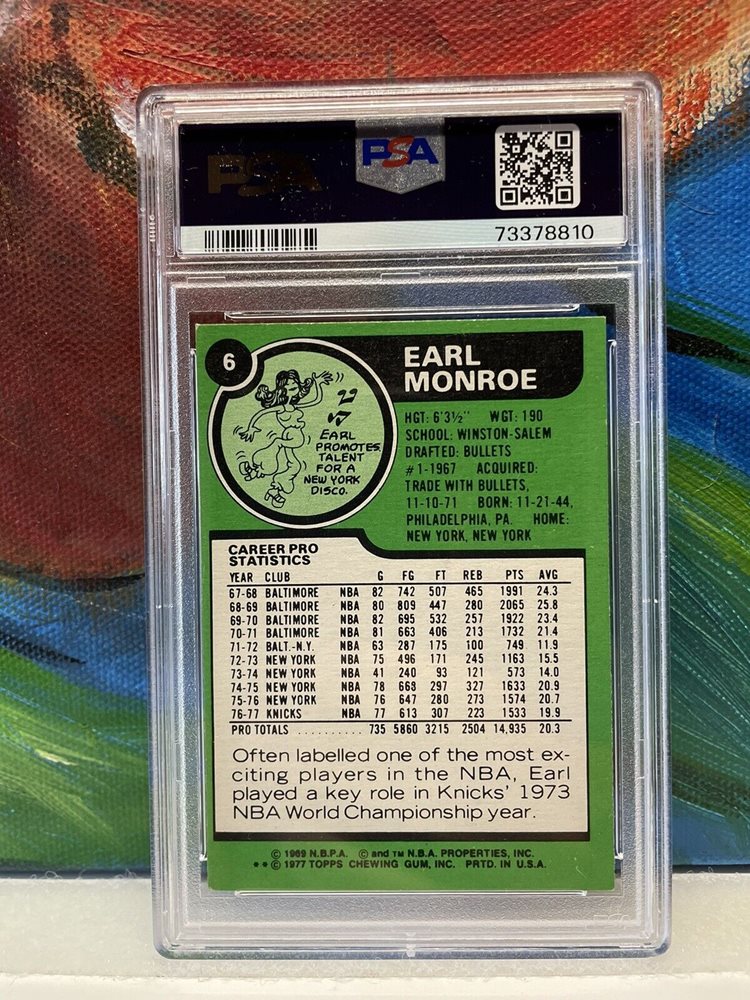 PSA PSA
73378810
6
EARL
MONROE
EARL
PROMOTES
TALENT
FOR A
NEW YORK
DISCO.
HGT: 6'3½" WGT: 190
SCHOOL: WINSTON-SALEM
DRAFTED: BULLETS
#1-1967 ACQUIRED:
TRADE WITH BULLETS,
11-10-71 BORN: 11-21-44,
PHILADELPHIA, PA. HOME:
NEW YORK, NEW YORK
CAREER PRO
STATISTICS
YEAR CLUB G FG FT REB PTS AVG
67-68 BALTIMORE NBA 82 742 507 465 1991 24.3
68-69 BALTIMORE NBA 80 809 447 280 2065 25.8
69-70 BALTIMORE NBA 82 695 532 257 1922 23.4
70-71 BALTIMORE NBA 81 663 406 213 1732 21.4
71-72 BALT.-N.Y. NBA 63 287 175 100 749 11.9
72-73 NEW YORK NBA 75 496 171 245 1163 15.5
73-74 NEW YORK NBA 41 240 93 121 573 14.0
74-75 NEW YORK NBA 78 668 297 327 1633 20.9
75-76 NEW YORK NBA 76 647 280 273 1574 20.7
76-77 KNICKS NBA 77 613 307 223 1533 19.9
PRO TOTALS .......... 735 5860 3215 2504 14,935 20.3
Often labelled one of the most ex-
citing players in the NBA, Earl
played a key role in Knicks' 1973
NBA World Championship year.
© 1969 N.B.P.A. © and TM N.B.A. PROPERTIES, INC.
** © 1977 TOPPS CHEWING GUM, INC. PRTD. IN U.S.A.